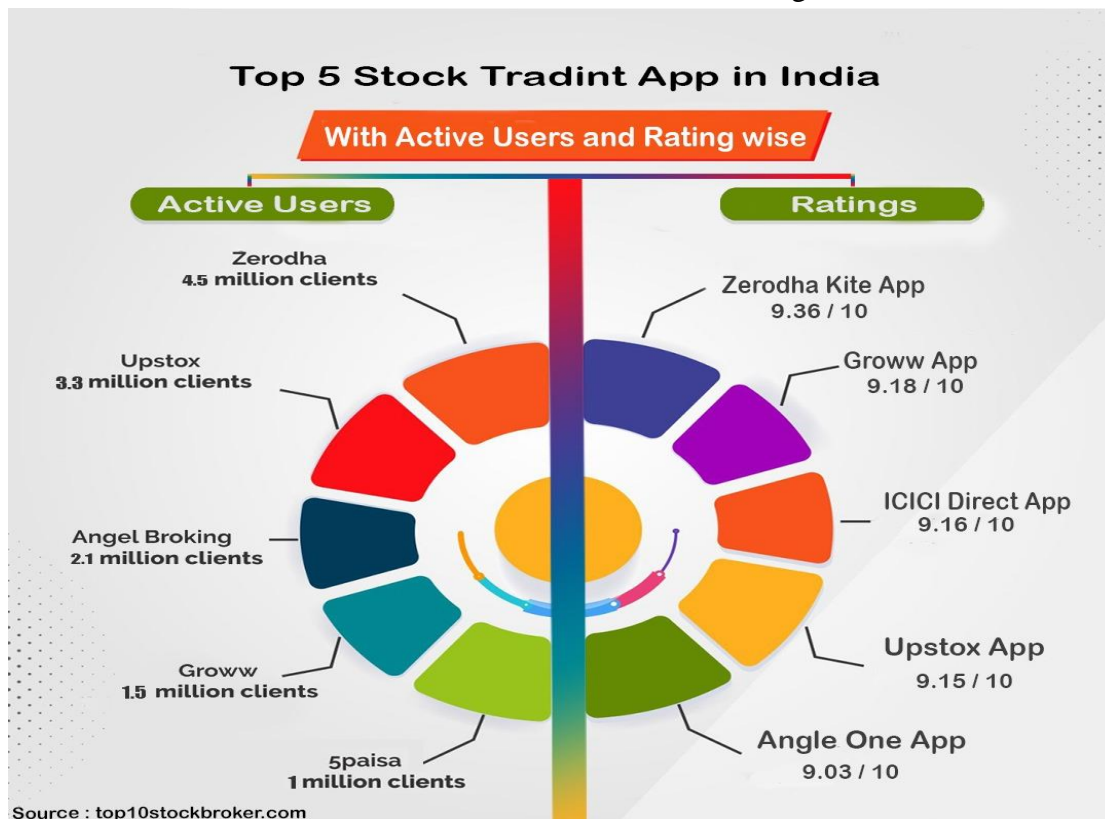 Top 5 Stock Tradint App in India
With Active Users and Rating wise
Active Users
Zerodha
4.5 million clients
Upstox
3.3 million clients
Angel Broking
2.1 million clients
Groww
1.5 million clients
5paisa
1 million clients
Ratings
Zerodha Kite App
9.36 / 10
Groww App
9.18 / 10
ICICI Direct App
9.16 / 10
Upstox App
9.15 / 10
Angle One App
9.03 / 10
Source : top10stockbroker.com